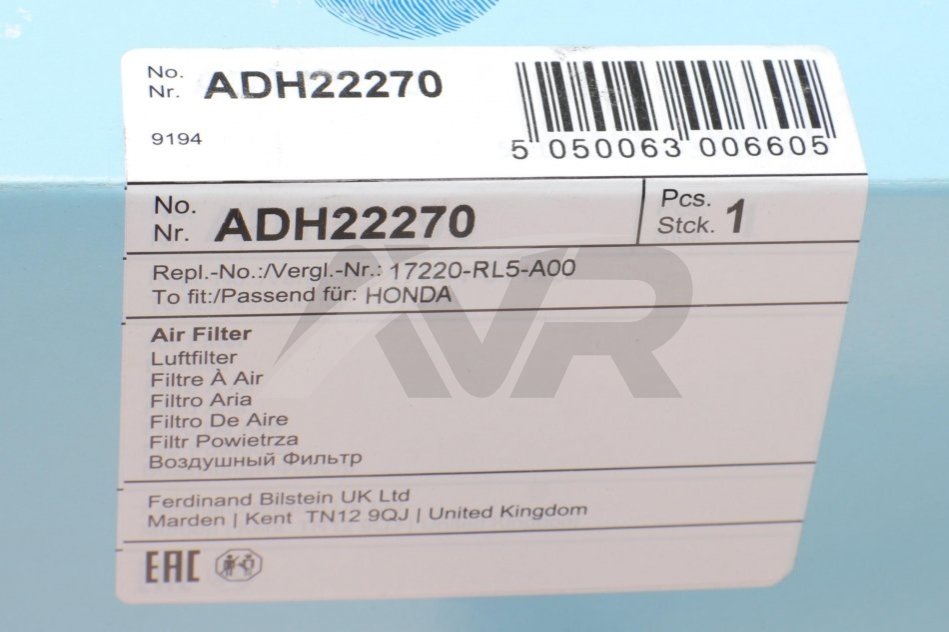 No.
Nr. ADH22270
9194
5 050063 006605
No.
Nr. ADH22270
Pcs.
Stck. 1
Repl.-No.:/Vergl.-Nr.: 17220-RL5-A00
To fit:/Passend für: HONDA
Air Filter
Luftfilter
Filtre À Air
Filtro Aria
Filtro De Aire
Filtr Powietrza
Воздушный Фильтр
Ferdinand Bilstein UK Ltd
Marden | Kent TN12 9QJ | United Kingdom
EAC
AVR